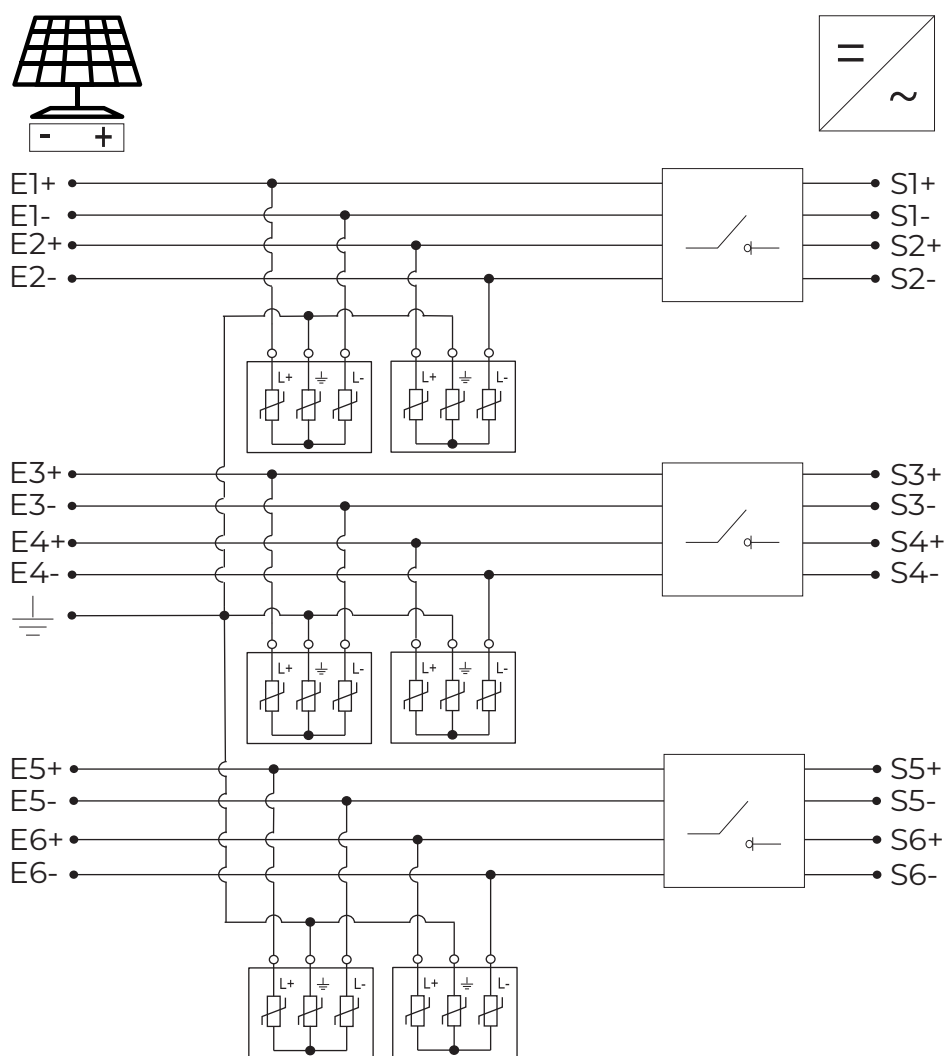 - +
= ~
E1+ S1+
E1- S1-
E2+ S2+
E2- S2-
L+ L- L+ L-
E3+ S3+
E3- S3-
E4+ S4+
E4- S4-
L+ L- L+ L-
E5+ S5+
E5- S5-
E6+ S6+
E6- S6-
L+ L- L+ L-